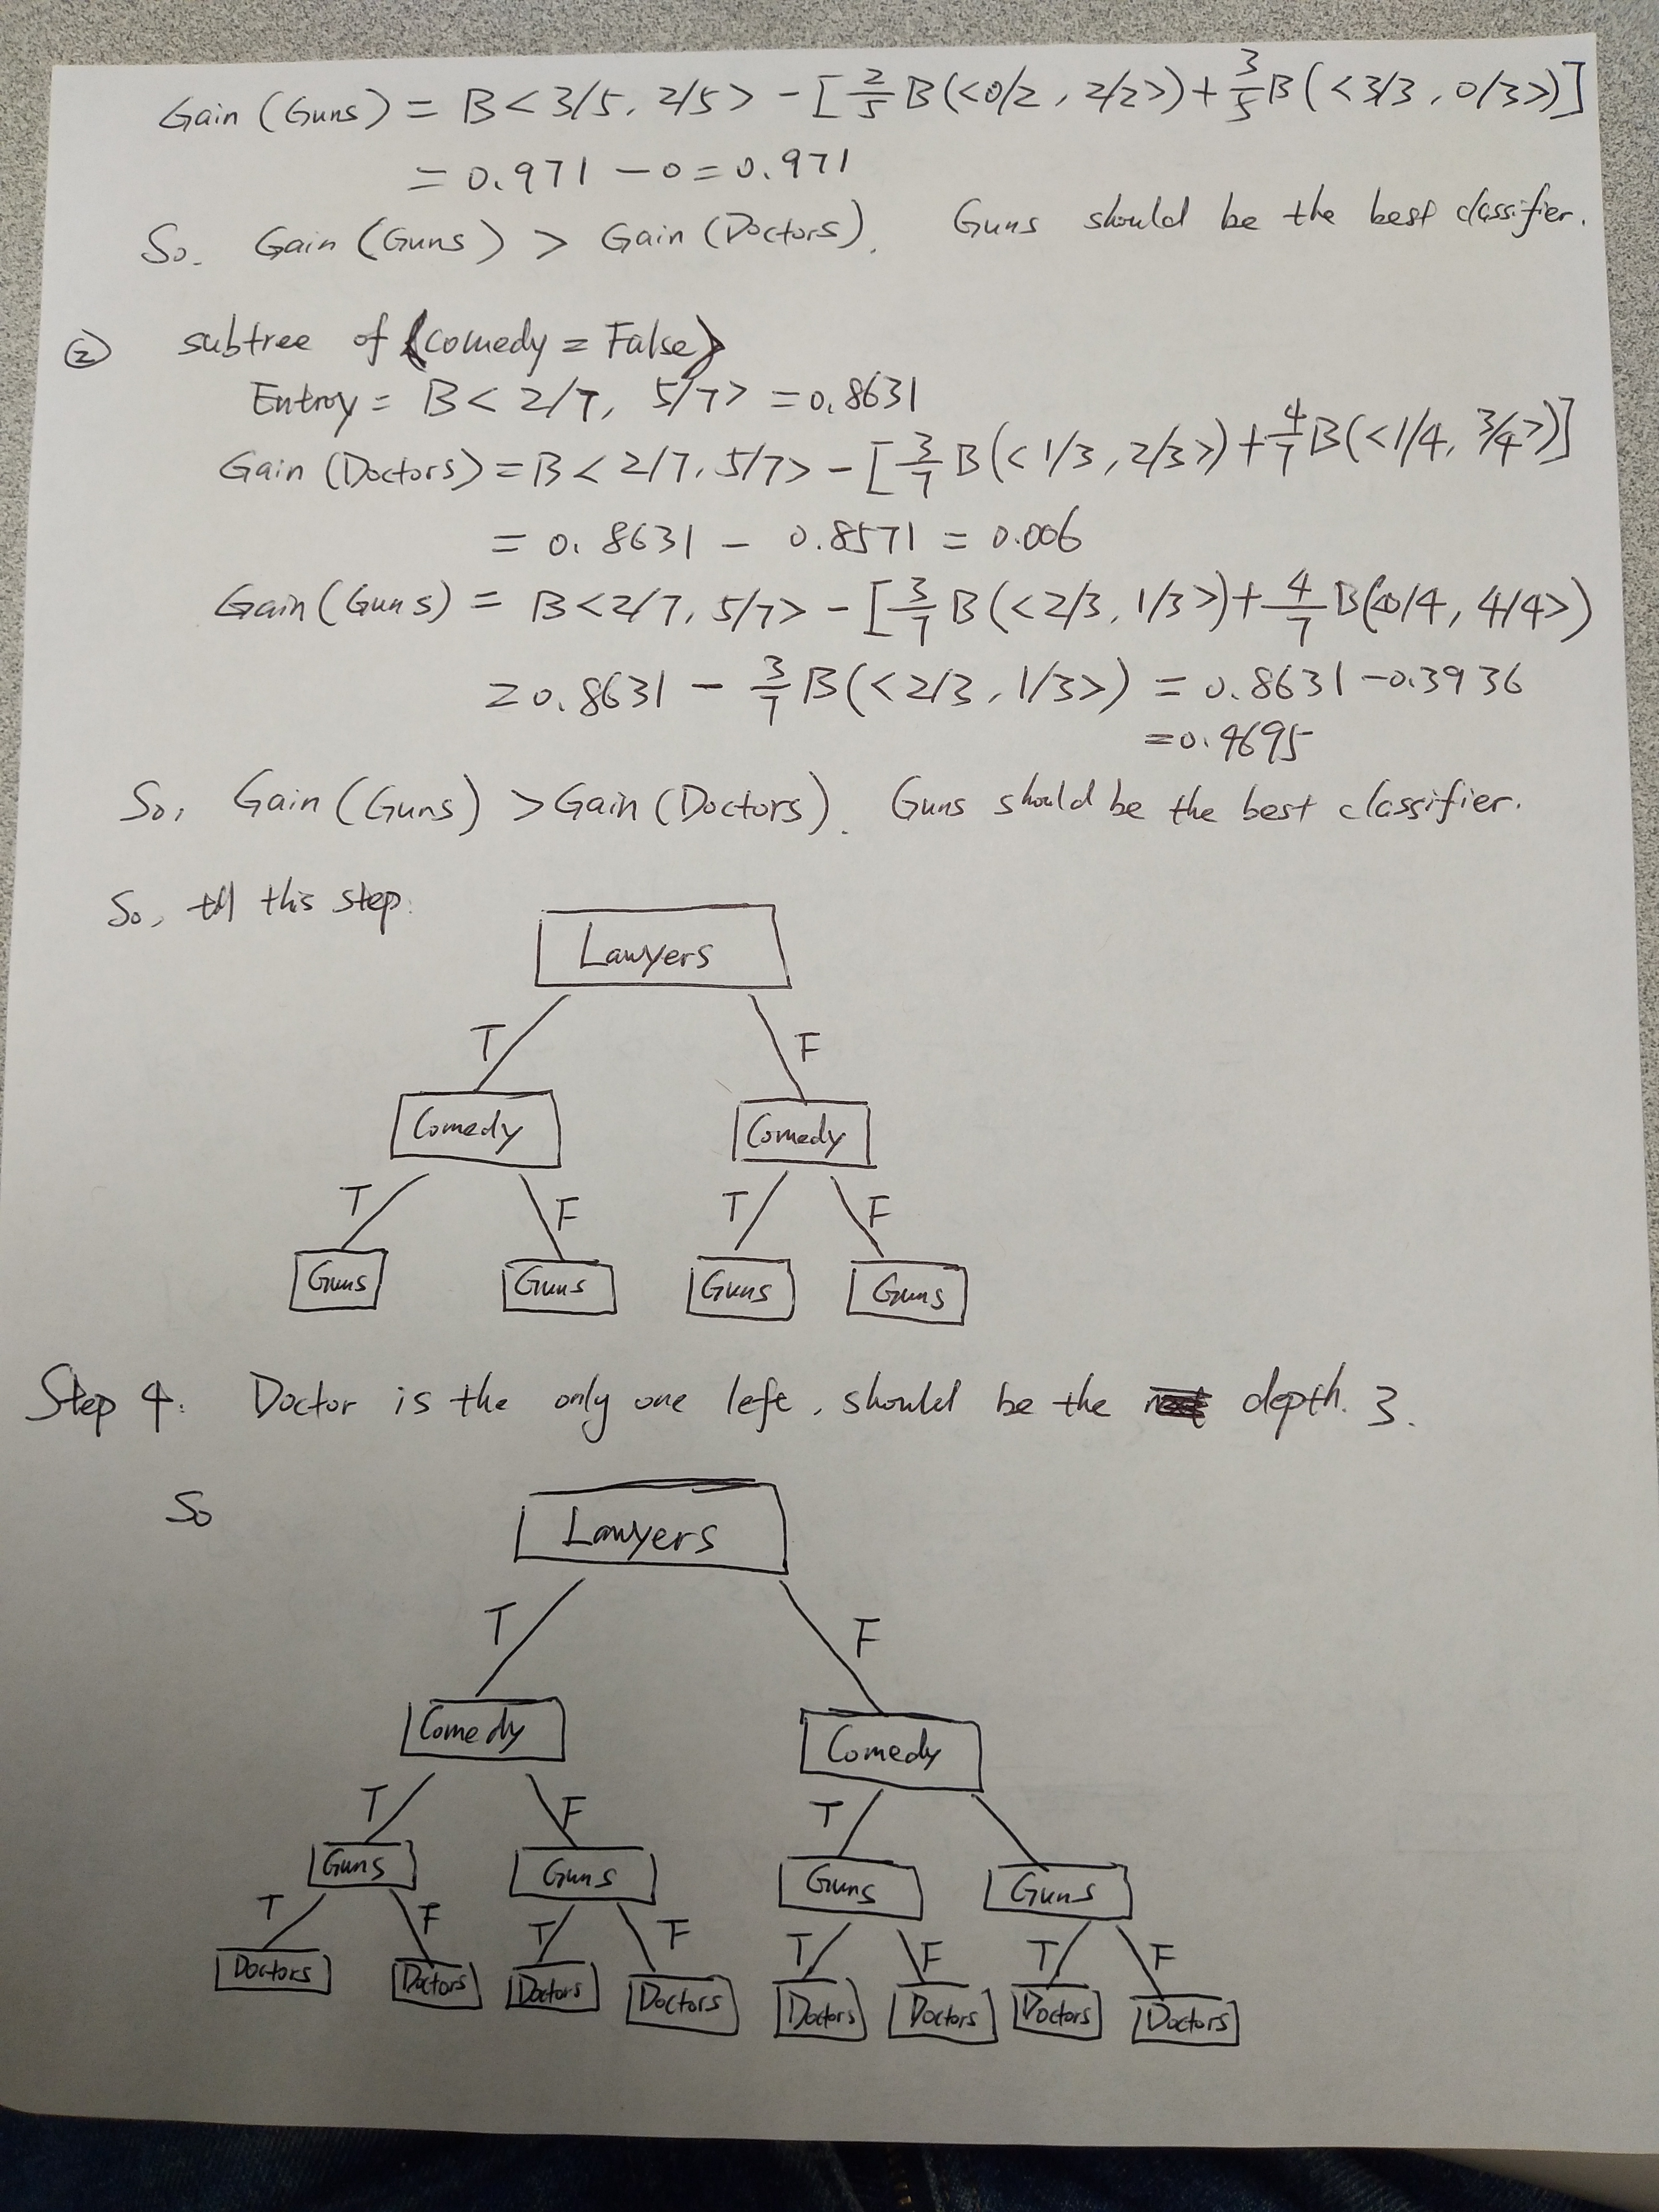 Gain (Guns) = B < 3/5, 2/5 > - [ 2/5 B(<0/2, 2/2>) + 3/5 B(<3/3, 0/3>)]
= 0.971 - 0 = 0.971
So. Gain (Guns) > Gain (Doctors). Guns should be the best classifier.
② subtree of (Comedy = False)
Entroy = B < 2/7, 5/7> = 0.8631
Gain (Doctors) = B < 2/7, 5/7> - [ 3/7 B(<1/3, 2/3>) + 4/7 B(<1/4, 3/4>)]
= 0.8631 - 0.8571 = 0.006
Gain (Guns) = B<2/7, 5/7> - [ 3/7 B(<2/3, 1/3>) + 4/7 B(<0/4, 4/4>)
= 0.8631 - 3/7 B(<2/3, 1/3>) = 0.8631 - 0.3936
= 0.4695
So, Gain (Guns) > Gain (Doctors). Guns should be the best classifier.
So, till this step.
Lawyers
T F
Comedy Comedy
T F T F
Guns Guns Guns Guns
Step 4. Doctor is the only one left, should be the depth. 3.
So
Lawyers
T F
Comedy Comedy
T F T
Guns Guns Guns Guns
T F T F T F T F
Doctors Doctors Doctors Doctors Doctors Doctors Doctors Doctors